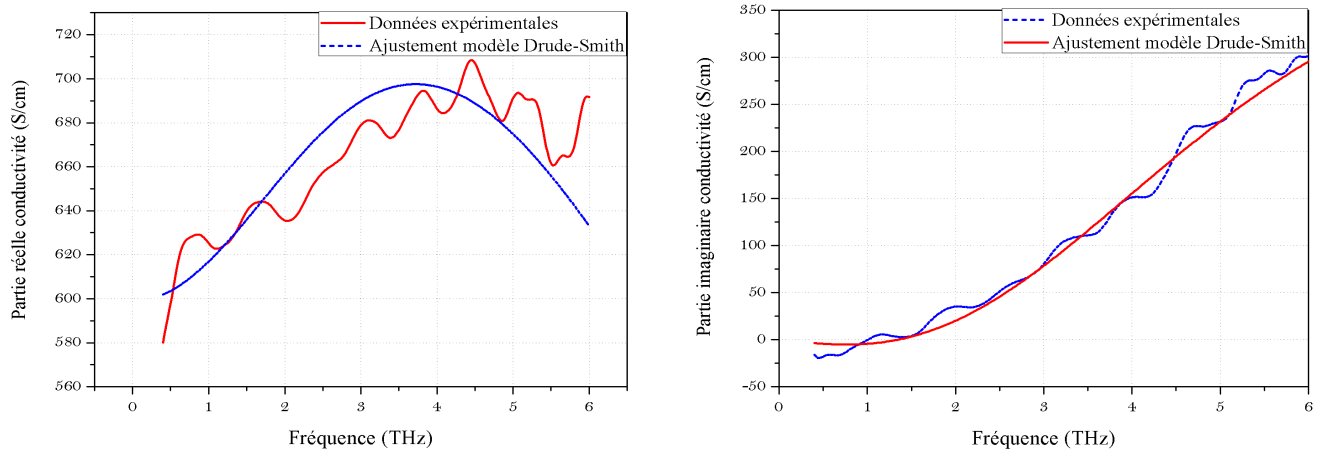 Données expérimentales
Ajustement modèle Drude-Smith
Partie réelle conductivité (S/cm)
720
700
680
660
640
620
600
580
560
0 1 2 3 4 5 6
Fréquence (THz)
Données expérimentales
Ajustement modèle Drude-Smith
Partie imaginaire conductivité (S/cm)
350
300
250
200
150
100
50
0
-50
0 1 2 3 4 5 6
Fréquence (THz)